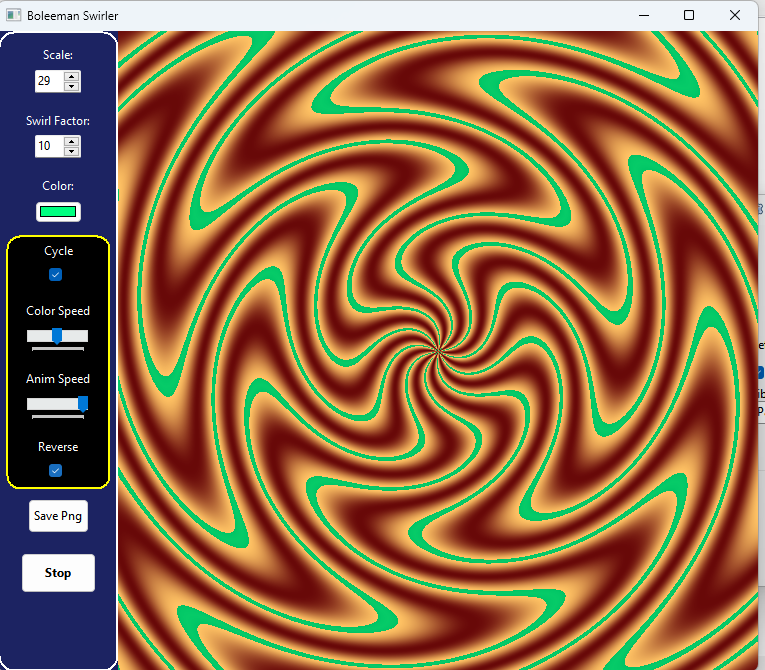 Boleeman Swirler
Scale:
29
Swirl Factor:
10
Color:
Cycle
Color Speed
Anim Speed
Reverse
Save Png
Stop